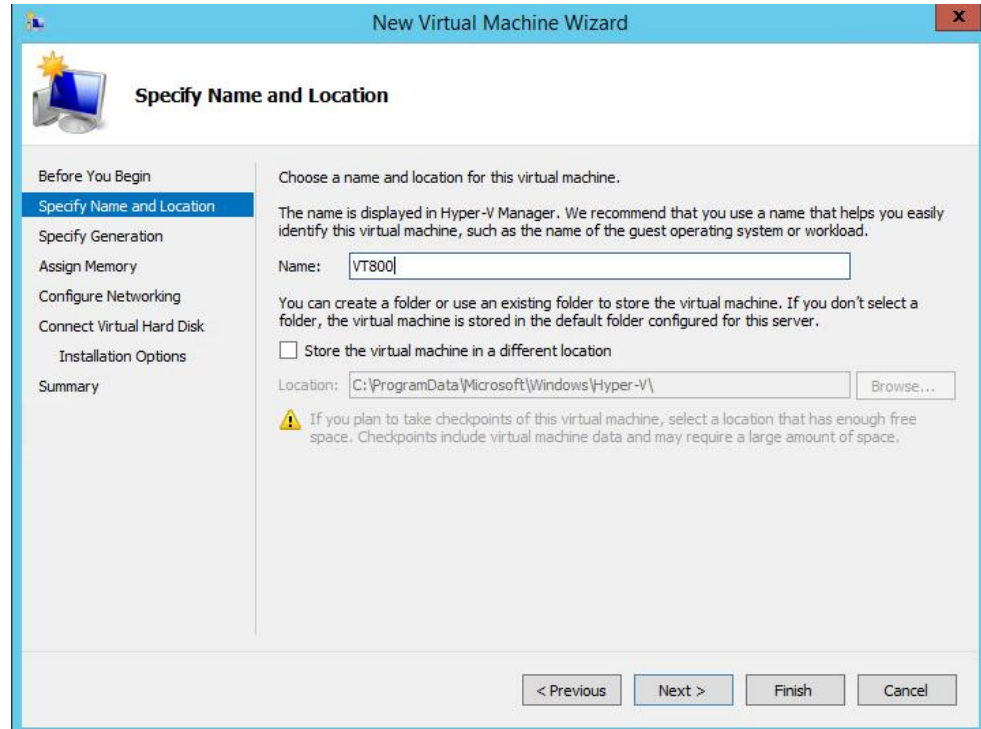 New Virtual Machine Wizard
x
Specify Name and Location
Before You Begin
Specify Name and Location
Specify Generation
Assign Memory
Configure Networking
Connect Virtual Hard Disk
Installation Options
Summary
Choose a name and location for this virtual machine.
The name is displayed in Hyper-V Manager. We recommend that you use a name that helps you easily
identify this virtual machine, such as the name of the guest operating system or workload.
Name: VT800
You can create a folder or use an existing folder to store the virtual machine. If you don't select a
folder, the virtual machine is stored in the default folder configured for this server.
Store the virtual machine in a different location
Location: C:\ProgramData\Microsoft\Windows\Hyper-V\ Browse...
If you plan to take checkpoints of this virtual machine, select a location that has enough free
space. Checkpoints include virtual machine data and may require a large amount of space.
< Previous Next > Finish Cancel